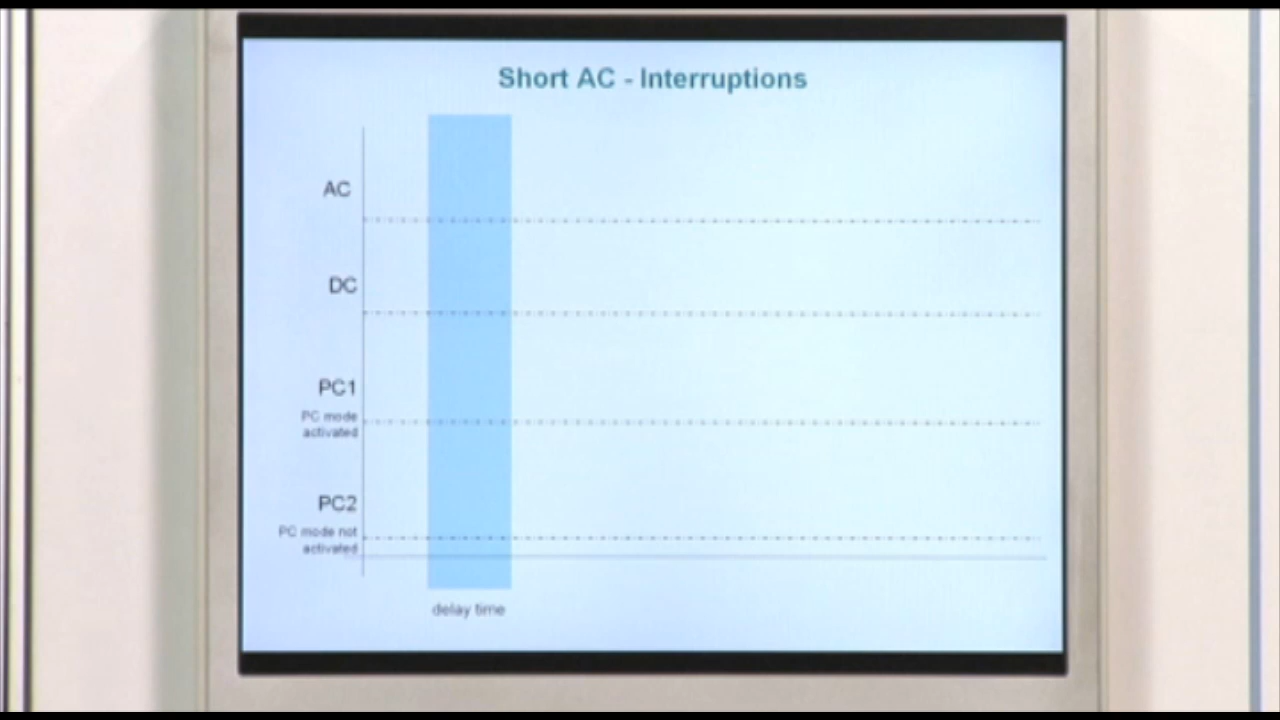 Short AC - Interruptions
AC
DC
PC1
PC mode
activated
PC2
PC mode not
activated
delay time